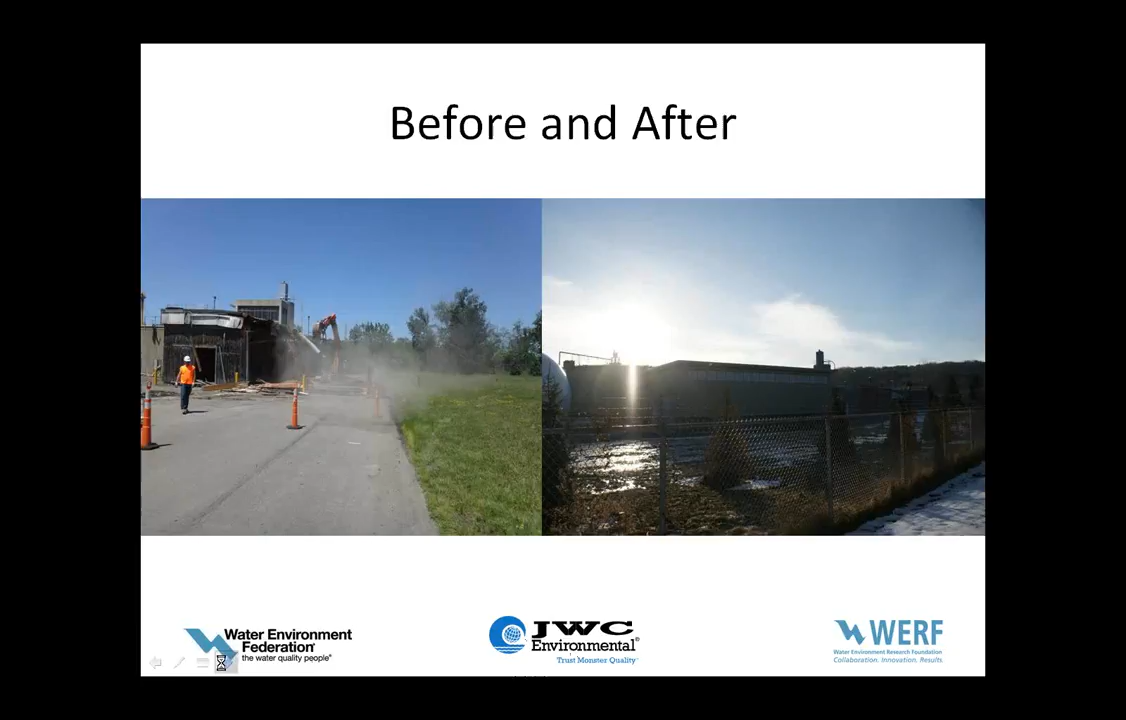 Before and After
Water Environment
Federation®
the water quality people®
JWC
Environmental®
Trust Monster Quality
WERF
Water Environment Research Foundation
Collaboration. Innovation. Results.